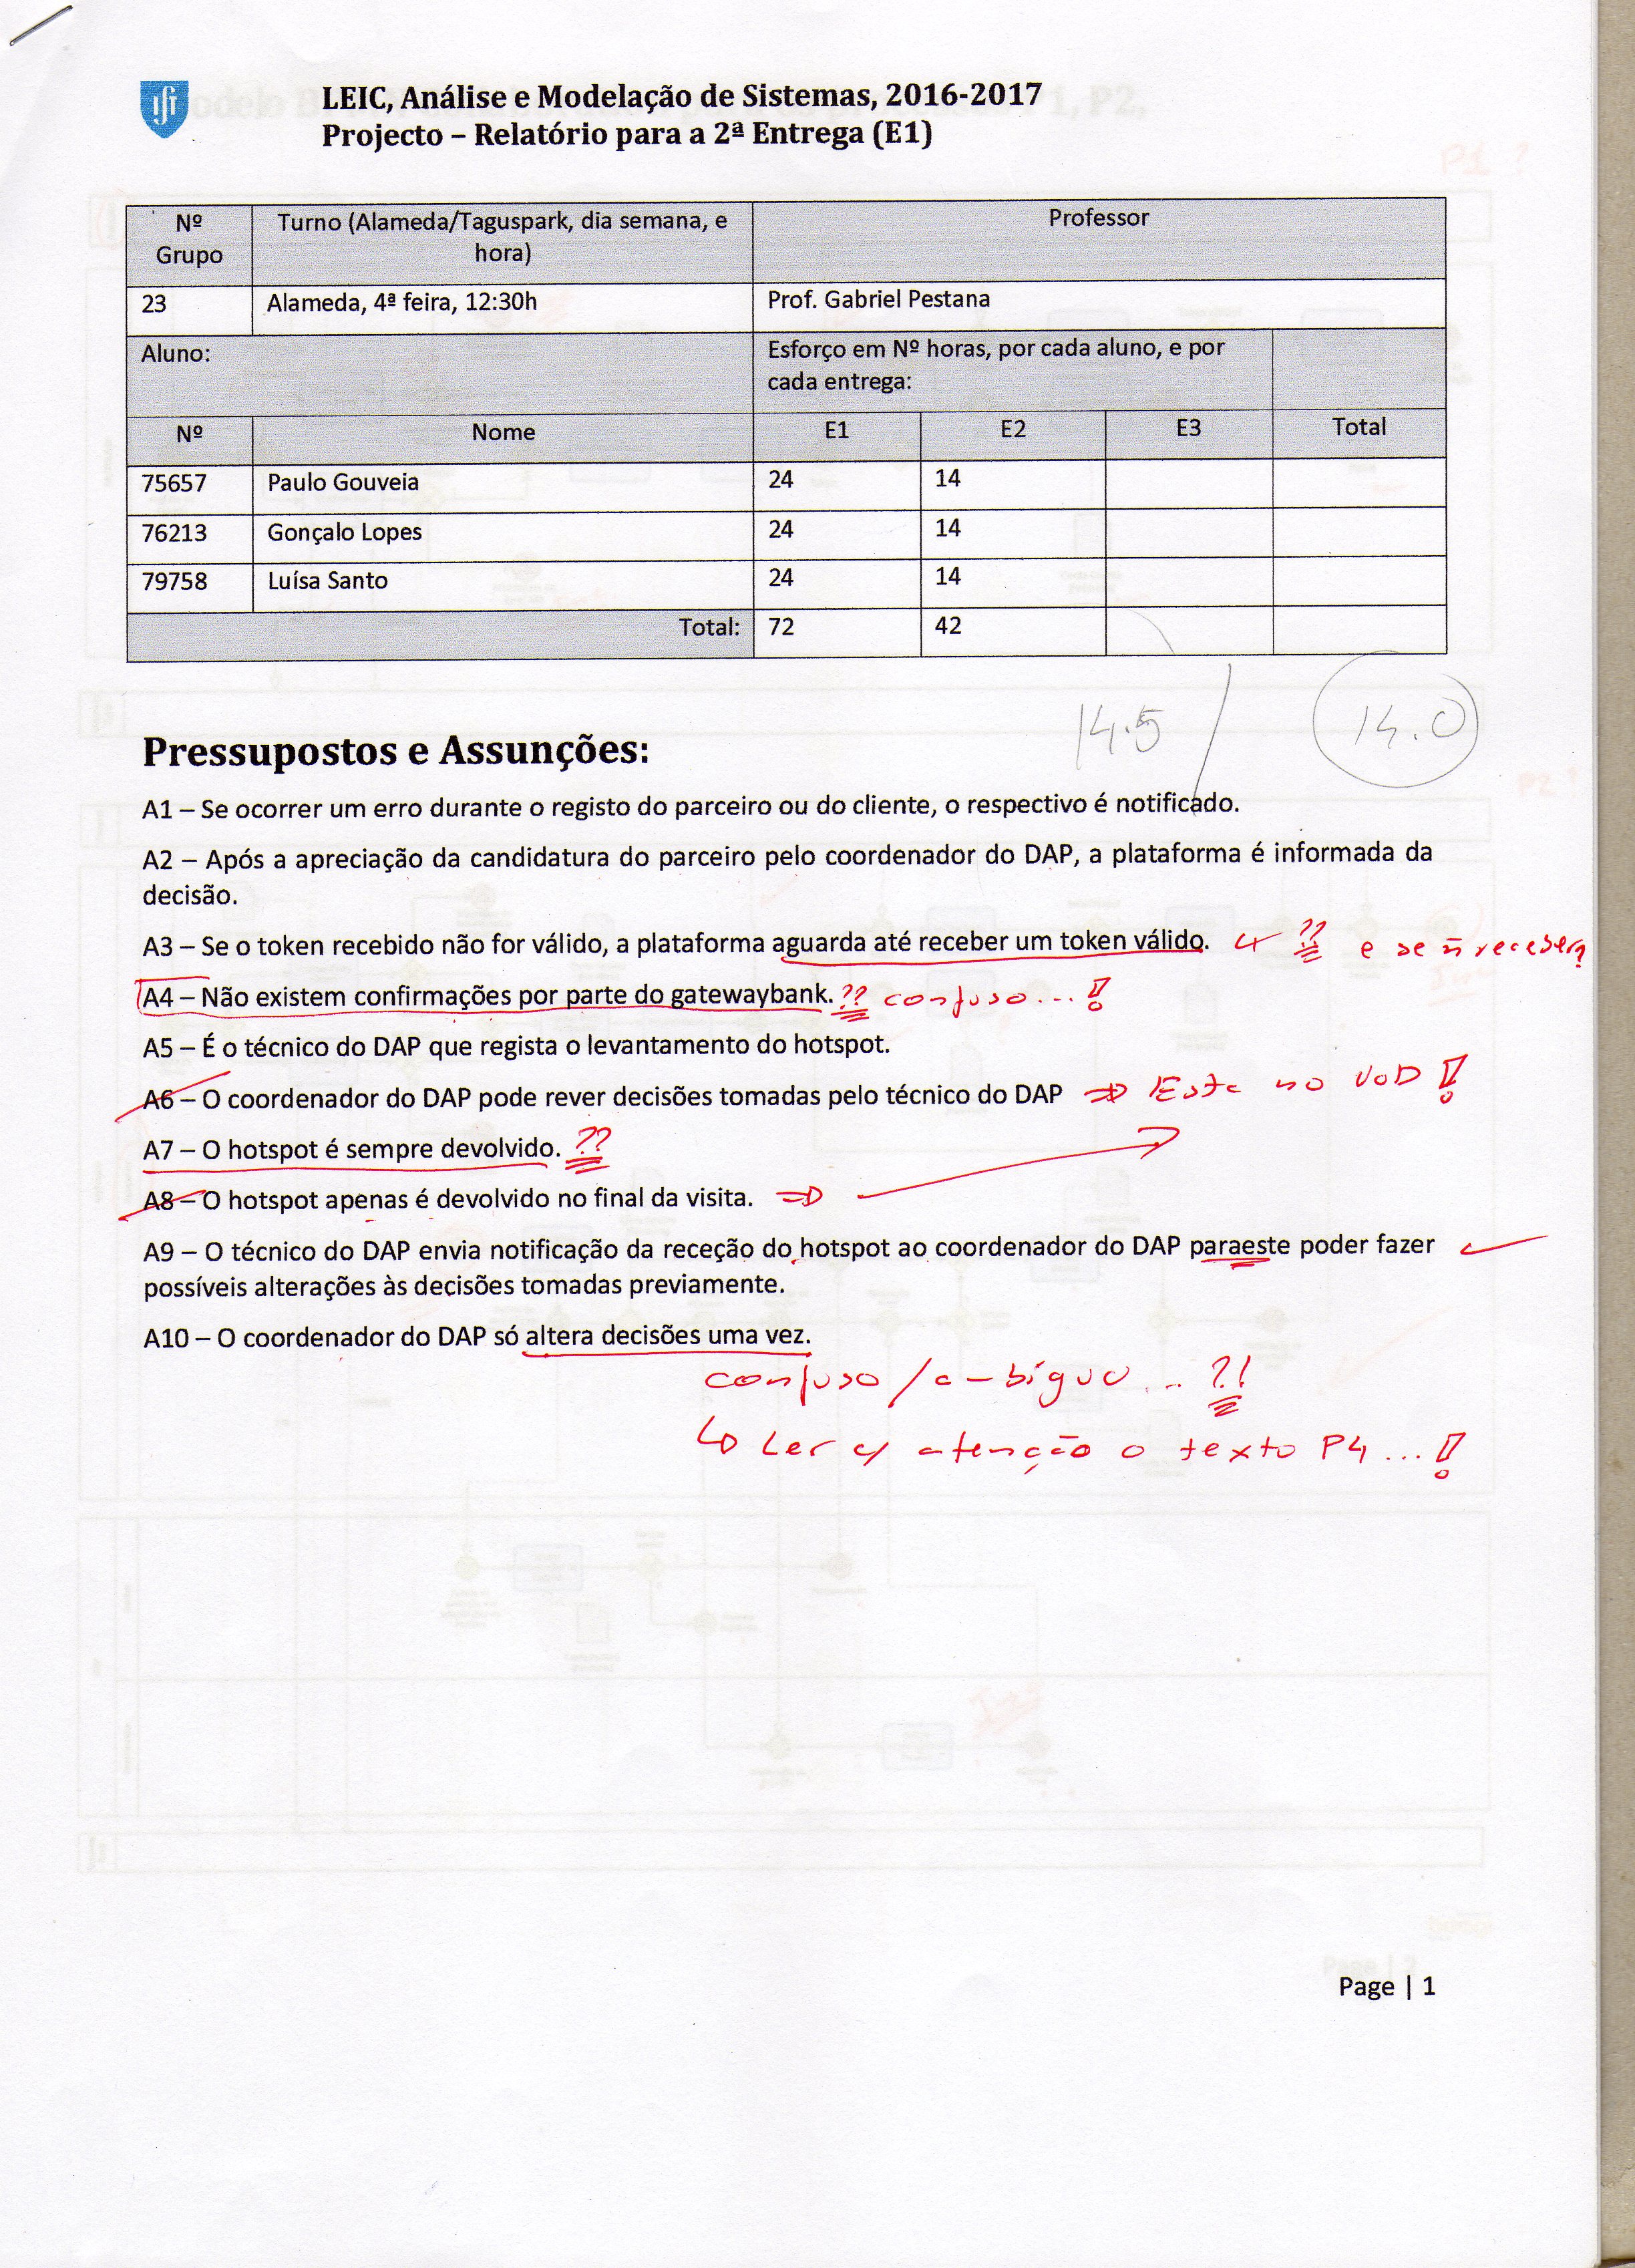 LEIC, Análise e Modelação de Sistemas, 2016-2017
Projecto – Relatório para a 2ª Entrega (E1)
Nº Grupo
Turno (Alameda/Taguspark, dia semana, e hora)
Professor
23
Alameda, 4ª feira, 12:30h
Prof. Gabriel Pestana
Aluno:
Esforço em Nº horas, por cada aluno, e por cada entrega:
Nº Nome E1 E2 E3 Total
75657 Paulo Gouveia 24 14
76213 Gonçalo Lopes 24 14
79758 Luísa Santo 24 14
Total: 72 42
14.5 / 14.0
Pressupostos e Assunções:
A1 – Se ocorrer um erro durante o registo do parceiro ou do cliente, o respectivo é notificado.
A2 – Após a apreciação da candidatura do parceiro pelo coordenador do DAP, a plataforma é informada da
decisão.
A3 – Se o token recebido não for válido, a plataforma aguarda até receber um token válido. ?? e se ñ receber?
A4 – Não existem confirmações por parte do gatewaybank. ?? confuso...!
A5 – É o técnico do DAP que regista o levantamento do hotspot.
A6 – O coordenador do DAP pode rever decisões tomadas pelo técnico do DAP => Esta no VoD !
A7 – O hotspot é sempre devolvido. ??
A8 – O hotspot apenas é devolvido no final da visita. =>
A9 – O técnico do DAP envia notificação da receção do hotspot ao coordenador do DAP paraeste poder fazer
possíveis alterações às decisões tomadas previamente.
A10 – O coordenador do DAP só altera decisões uma vez.
confuso / ambíguo ... ?!
Ler c/ atenção o texto P4 ... !
Page | 1